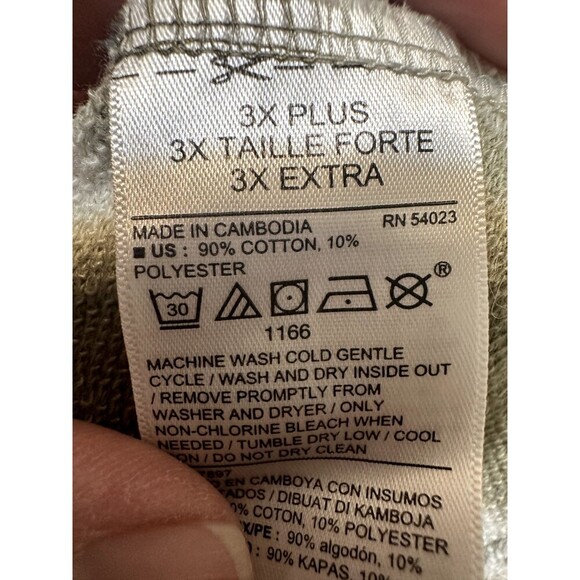 3X PLUS
3X TAILLE FORTE
3X EXTRA
MADE IN CAMBODIA RN 54023
■ US : 90% COTTON, 10%
POLYESTER
30 ®
1166
MACHINE WASH COLD GENTLE
CYCLE / WASH AND DRY INSIDE OUT
/ REMOVE PROMPTLY FROM
WASHER AND DRYER / ONLY
NON-CHLORINE BLEACH WHEN
NEEDED / TUMBLE DRY LOW / COOL
/ DO NOT DRY CLEAN
EN CAMBOYA CON INSUMOS
/ DIBUAT DI KAMBOJA
COTON, 10% POLYESTER
/PE: 90% algodón, 10%
: 90% KAPAS, 10%